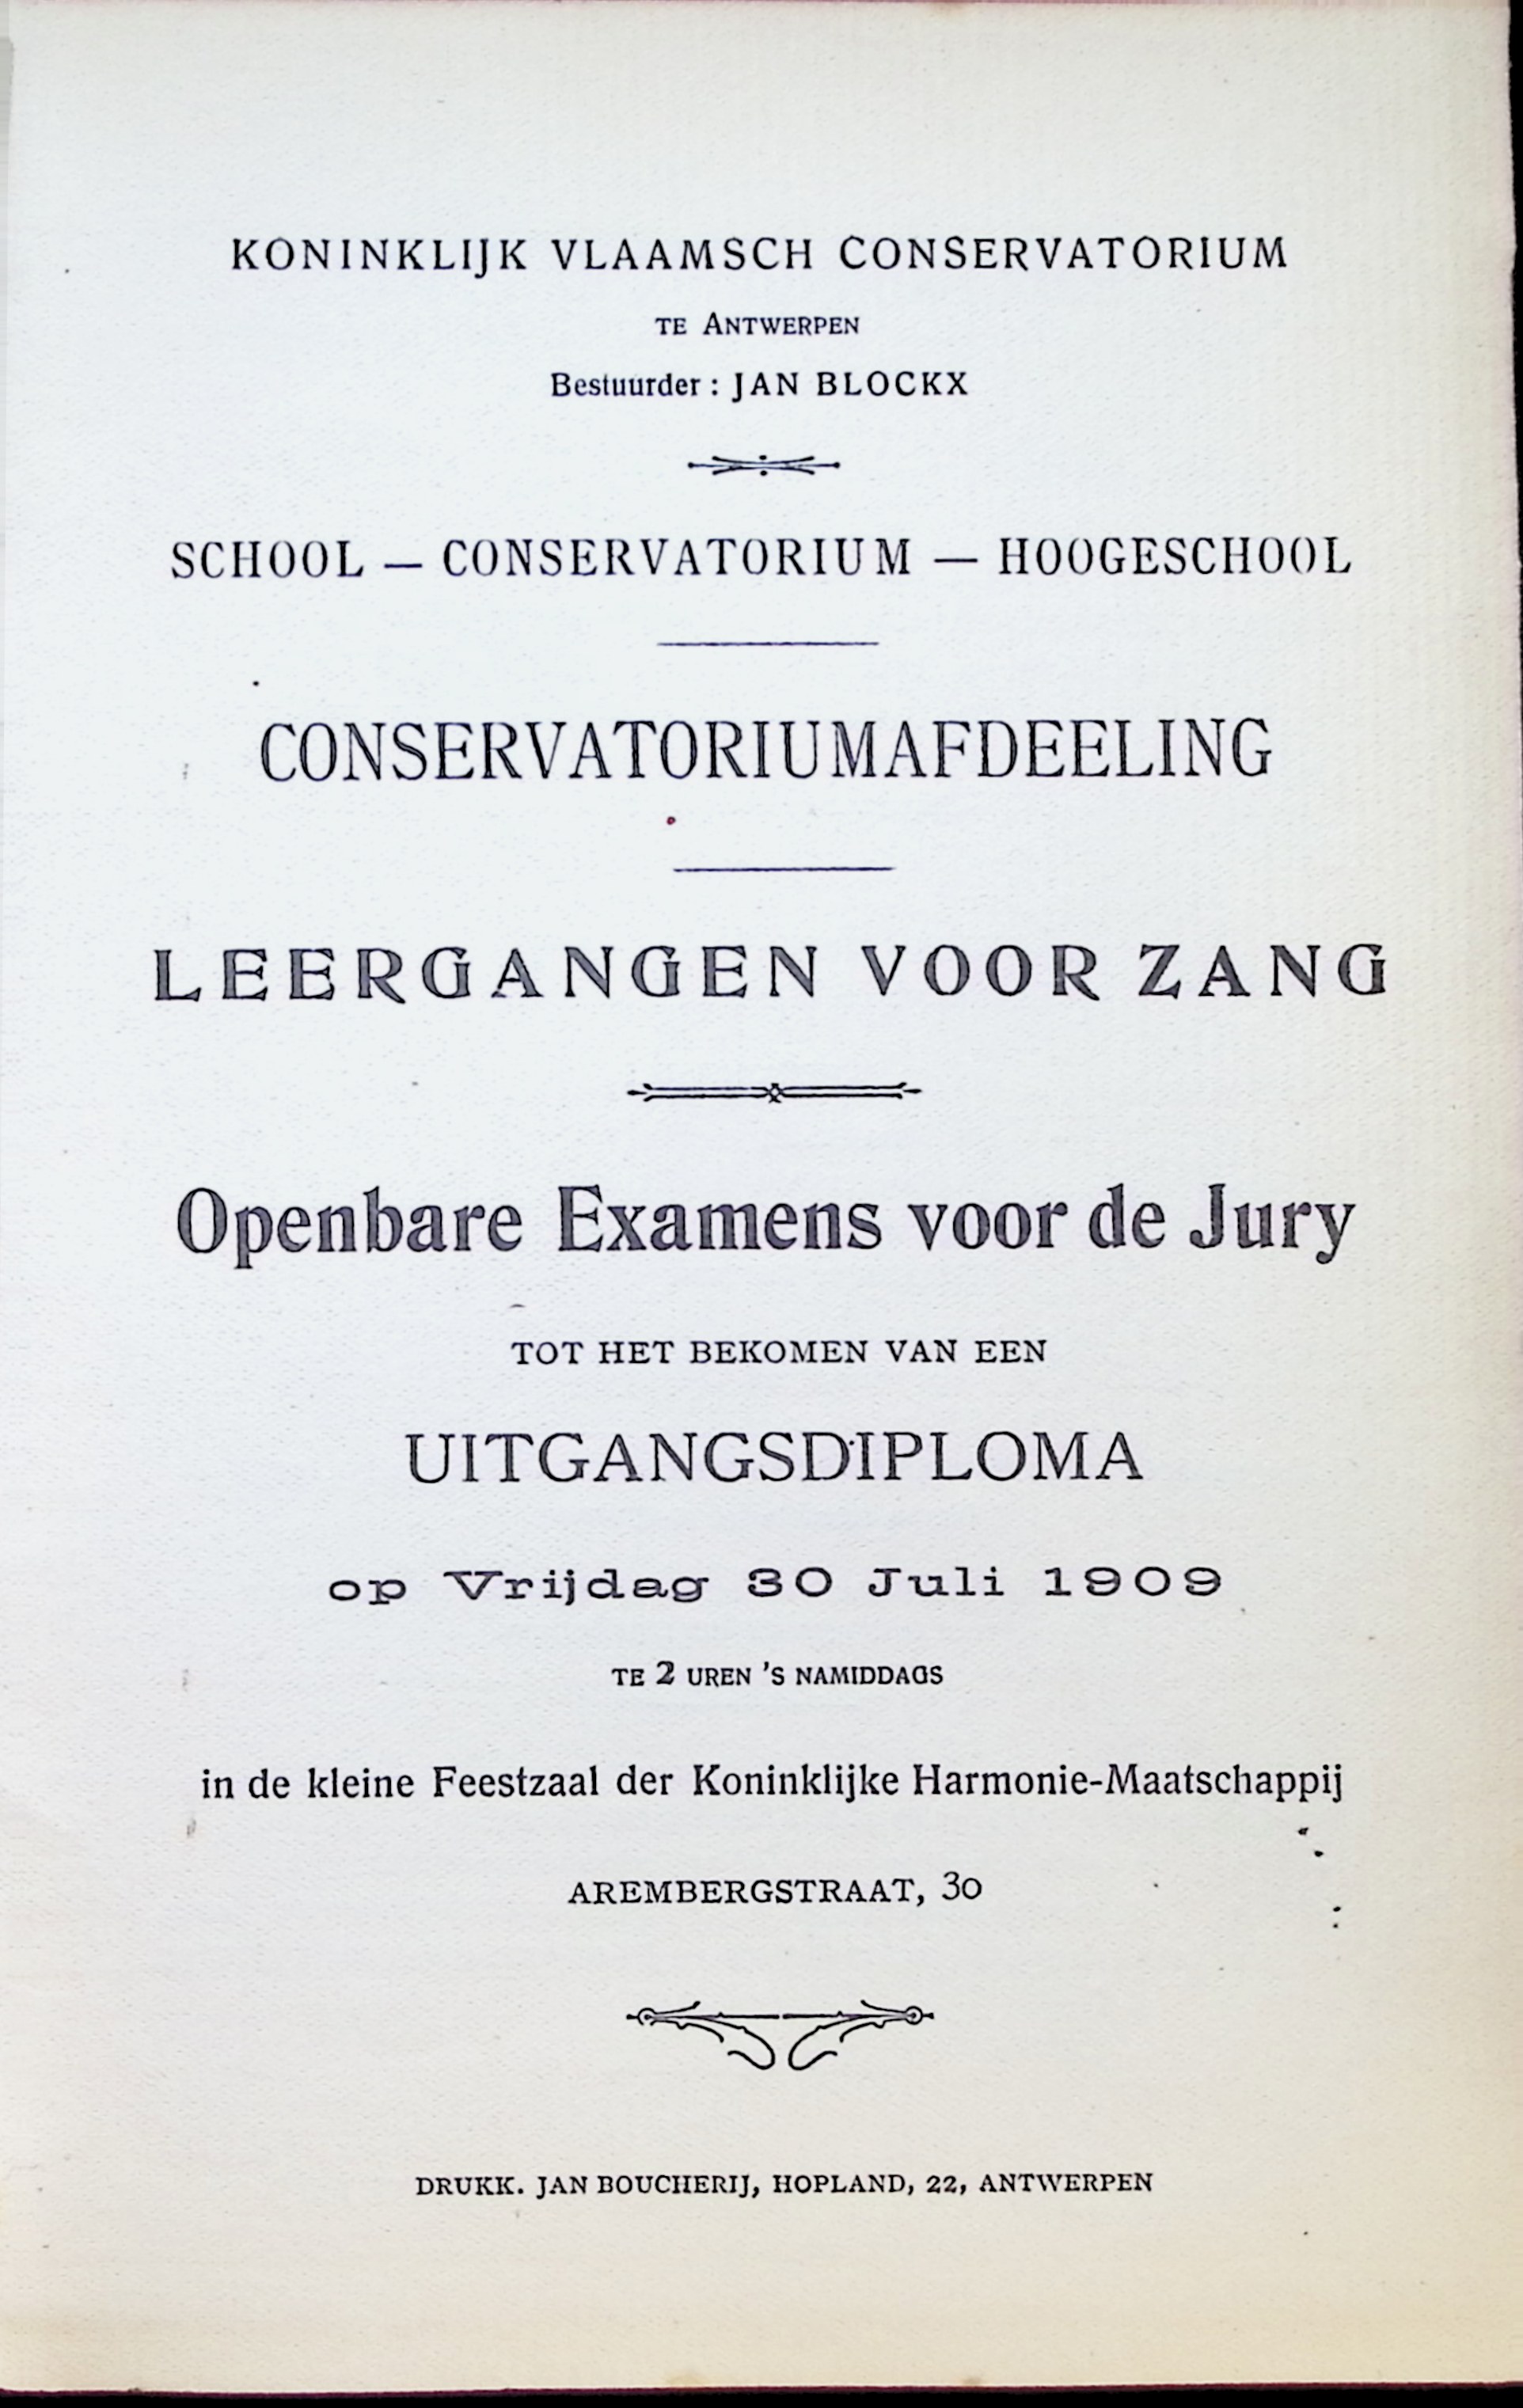 KONINKLIJK VLAAMSCH CONSERVATORIUM
TE ANTWERPEN
Bestuurder : JAN BLOCKX
SCHOOL — CONSERVATORIUM — HOOGESCHOOL
CONSERVATORIUMAFDEELING
LEERGANGEN VOOR ZANG
Openbare Examens voor de Jury
TOT HET BEKOMEN VAN EEN
UITGANGSDIPLOMA
op Vrijdag 30 Juli 1909
TE 2 UREN 'S NAMIDDAGS
in de kleine Feestzaal der Koninklijke Harmonie-Maatschappij
AREMBERGSTRAAT, 30
DRUKK. JAN BOUCHERIJ, HOPLAND, 22, ANTWERPEN